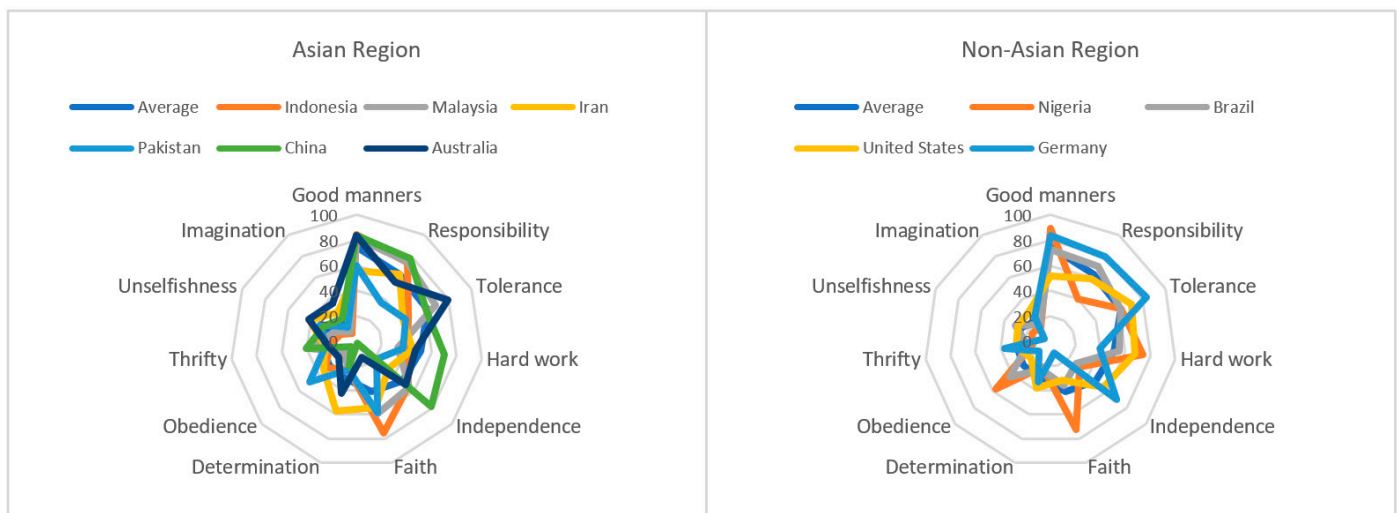 Asian Region
Average Indonesia Malaysia Iran
Pakistan China Australia
Good manners
Responsibility
Tolerance
Hard work
Independence
Faith
Determination
Obedience
Thrifty
Unselfishness
Imagination
100
80
60
40
20
0
Non-Asian Region
Average Nigeria Brazil
United States Germany
Good manners
Responsibility
Tolerance
Hard work
Independence
Faith
Determination
Obedience
Thrifty
Unselfishness
Imagination
100
80
60
40
20
0